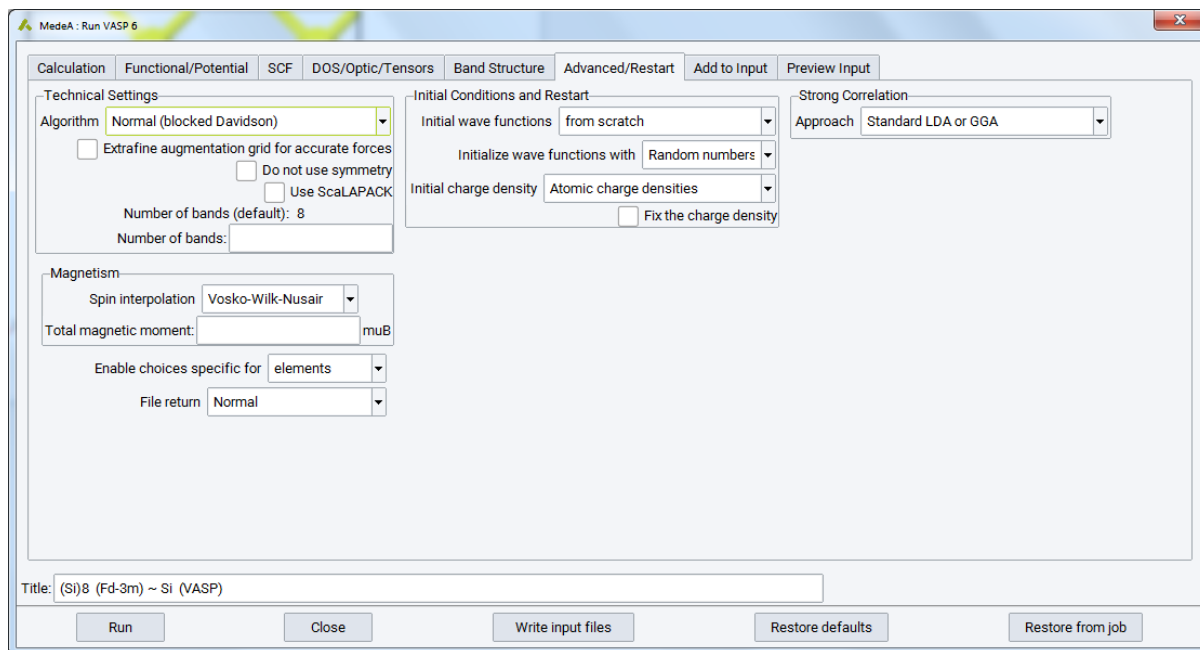 MedeA : Run VASP 6
Calculation Functional/Potential SCF DOS/Optic/Tensors Band Structure Advanced/Restart Add to Input Preview Input
Technical Settings
Algorithm Normal (blocked Davidson)
Extrafine augmentation grid for accurate forces
Do not use symmetry
Use ScaLAPACK
Number of bands (default): 8
Number of bands:
Magnetism
Spin interpolation Vosko-Wilk-Nusair
Total magnetic moment: muB
Enable choices specific for elements
File return Normal
Initial Conditions and Restart
Initial wave functions from scratch
Initialize wave functions with Random numbers
Initial charge density Atomic charge densities
Fix the charge density
Strong Correlation
Approach Standard LDA or GGA
Title: (Si)8 (Fd-3m) ~ Si (VASP)
Run Close Write input files Restore defaults Restore from job